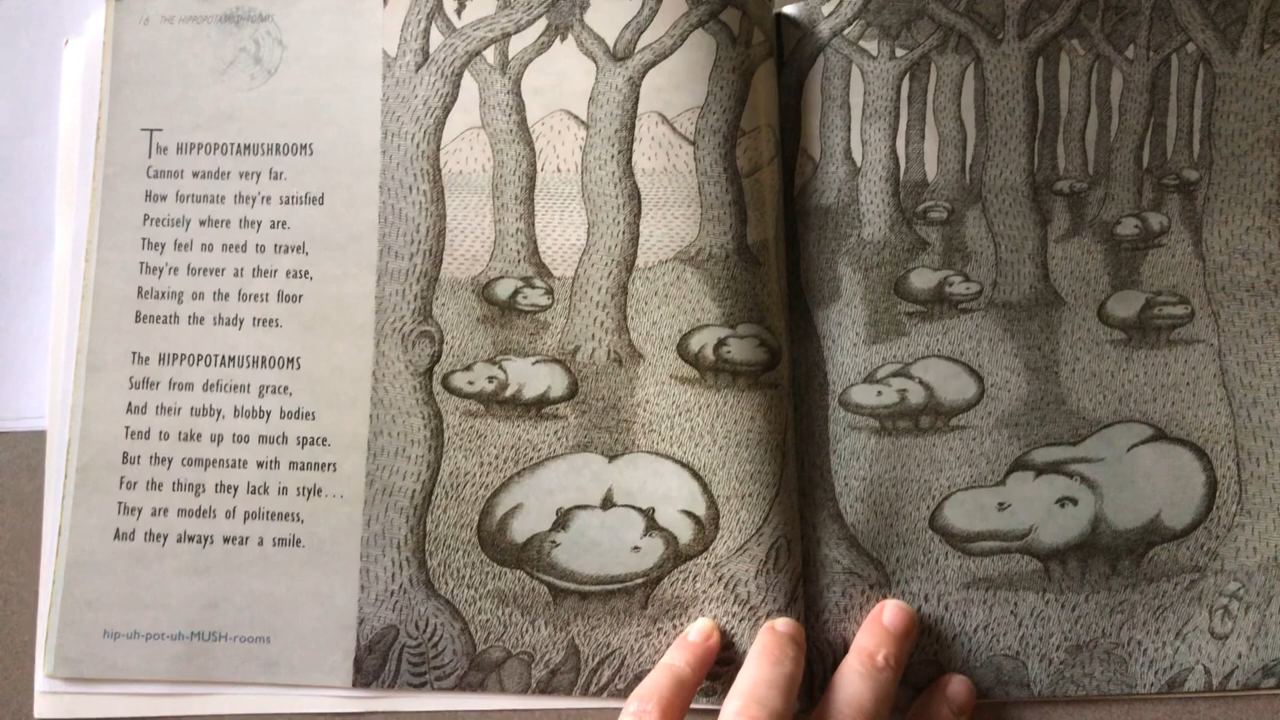 16 THE HIPPOPOTAMUSHROOMS
The HIPPOPOTAMUSHROOMS
Cannot wander very far.
How fortunate they're satisfied
Precisely where they are.
They feel no need to travel,
They're forever at their ease,
Relaxing on the forest floor
Beneath the shady trees.
The HIPPOPOTAMUSHROOMS
Suffer from deficient grace,
And their tubby, blobby bodies
Tend to take up too much space.
But they compensate with manners
For the things they lack in style...
They are models of politeness,
And they always wear a smile.
hip-uh-pot-uh-MUSH-rooms